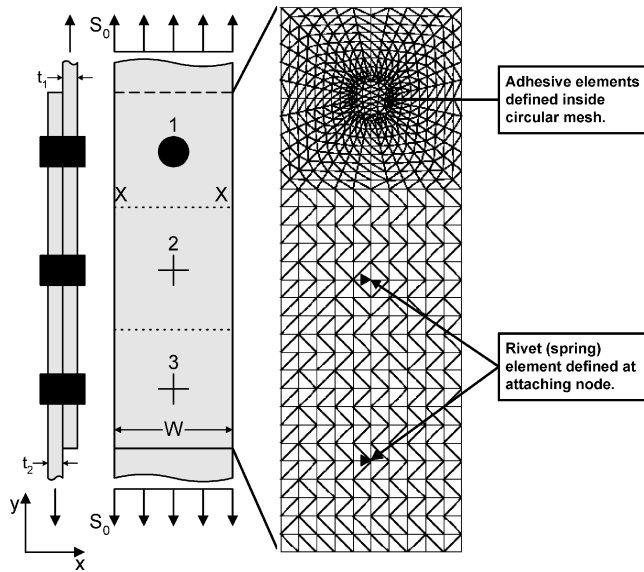 S0
t1
1
X X
2
3
W
t2
S0
y
x
Adhesive elements
defined inside
circular mesh.
Rivet (spring)
element defined at
attaching node.